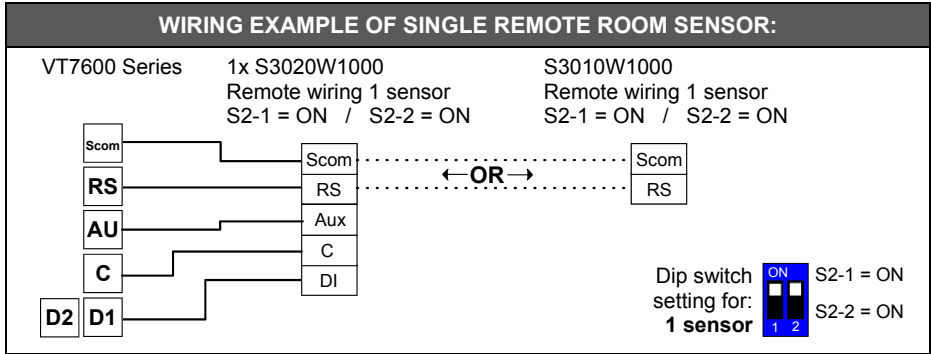 WIRING EXAMPLE OF SINGLE REMOTE ROOM SENSOR:
VT7600 Series
1x S3020W1000
Remote wiring 1 sensor
S2-1 = ON / S2-2 = ON
S3010W1000
Remote wiring 1 sensor
S2-1 = ON / S2-2 = ON
Scom
RS
AU
C
D2 D1
Scom
RS
Aux
C
DI
←OR→
Scom
RS
Dip switch
setting for:
1 sensor
ON
1 2
S2-1 = ON
S2-2 = ON